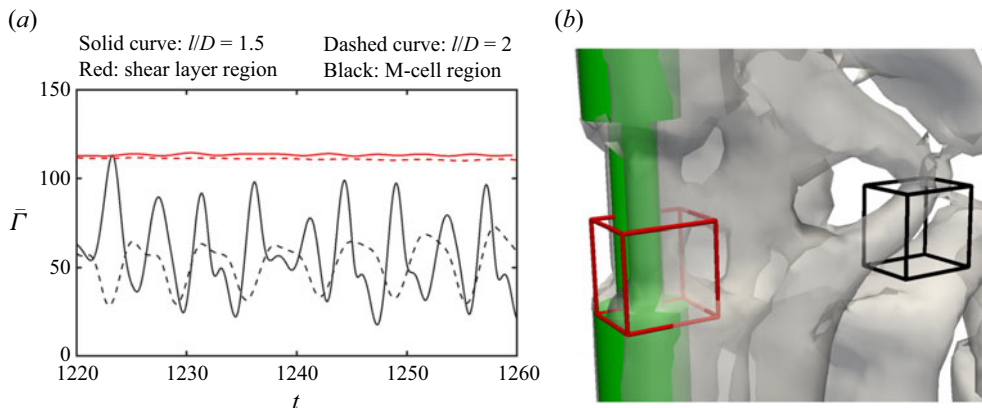 (a)
(b)
Solid curve: l/D = 1.5
Dashed curve: l/D = 2
Red: shear layer region
Black: M-cell region
150
100
Γ̄
50
0
1220
1230
1240
1250
1260
t